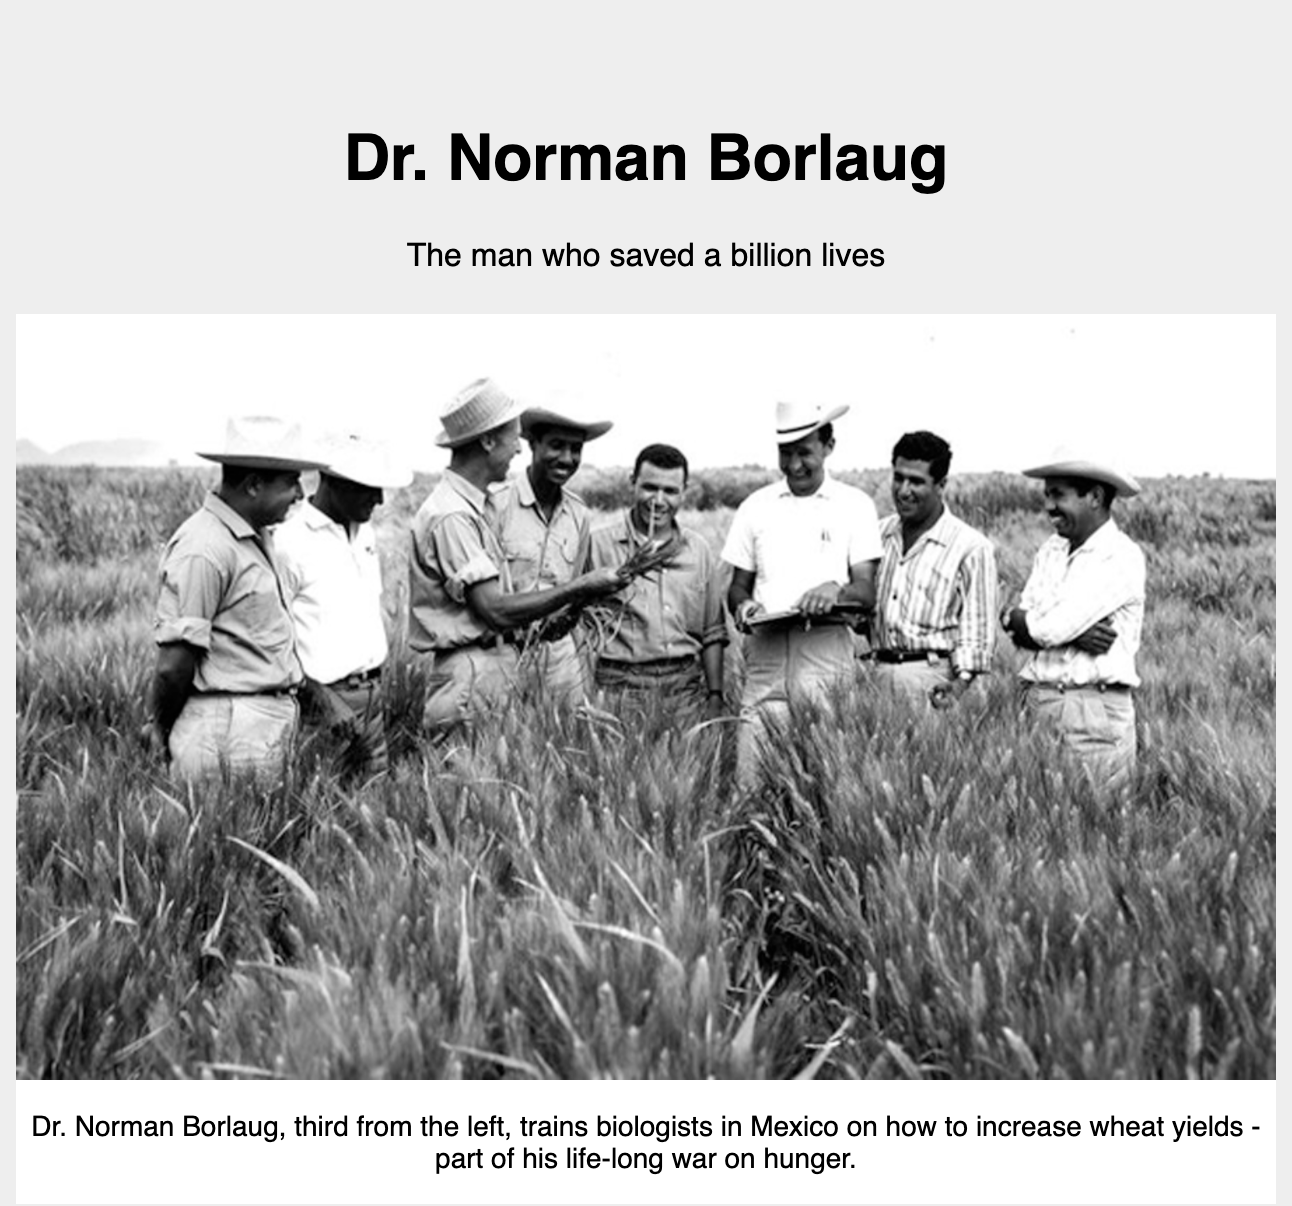 Dr. Norman Borlaug
The man who saved a billion lives
Dr. Norman Borlaug, third from the left, trains biologists in Mexico on how to increase wheat yields -
part of his life-long war on hunger.